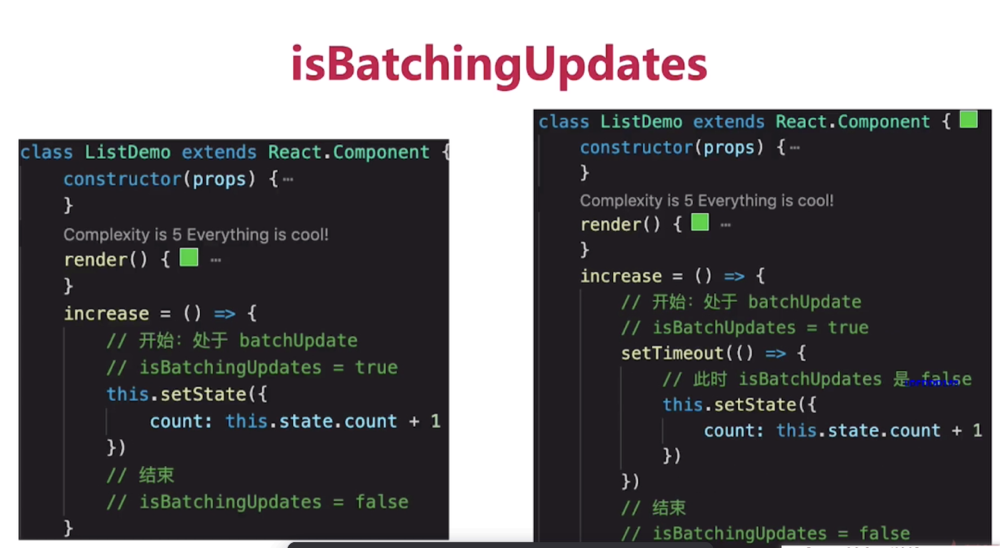 isBatchingUpdates
class ListDemo extends React.Component {
constructor(props) {⋯
}
Complexity is 5 Everything is cool!
render() { ⋯
}
increase = () => {
// 开始：处于 batchUpdate
// isBatchingUpdates = true
this.setState({
count: this.state.count + 1
})
// 结束
// isBatchingUpdates = false
}
class ListDemo extends React.Component {
constructor(props) {⋯
}
Complexity is 5 Everything is cool!
render() { ⋯
}
increase = () => {
// 开始：处于 batchUpdate
// isBatchUpdates = true
setTimeout(() => {
// 此时 isBatchUpdates 是 false
this.setState({
count: this.state.count + 1
})
})
// 结束
// isBatchingUpdates = false